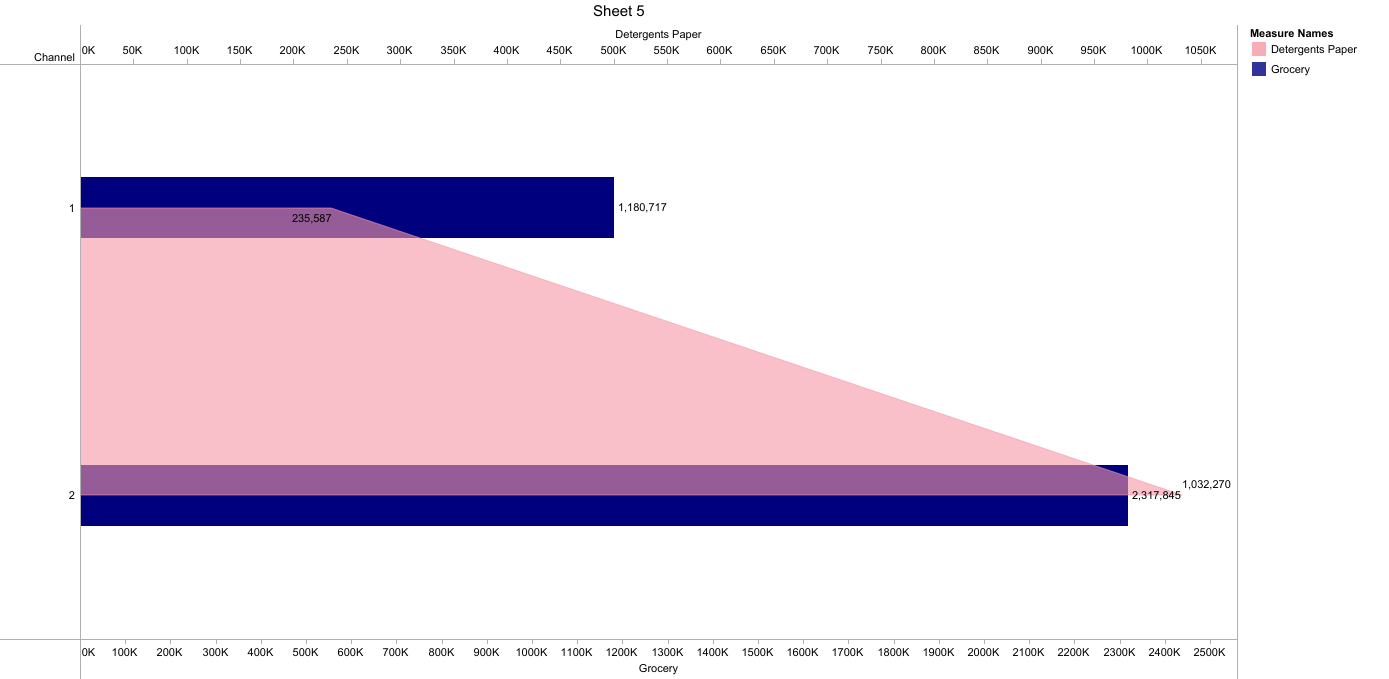 Sheet 5
Detergents Paper
Channel
0K 50K 100K 150K 200K 250K 300K 350K 400K 450K 500K 550K 600K 650K 700K 750K 800K 850K 900K 950K 1000K 1050K
Measure Names
Detergents Paper
Grocery
1
1,180,717
235,587
1,032,270
2
2,317,845
0K 100K 200K 300K 400K 500K 600K 700K 800K 900K 1000K 1100K 1200K 1300K 1400K 1500K 1600K 1700K 1800K 1900K 2000K 2100K 2200K 2300K 2400K 2500K
Grocery